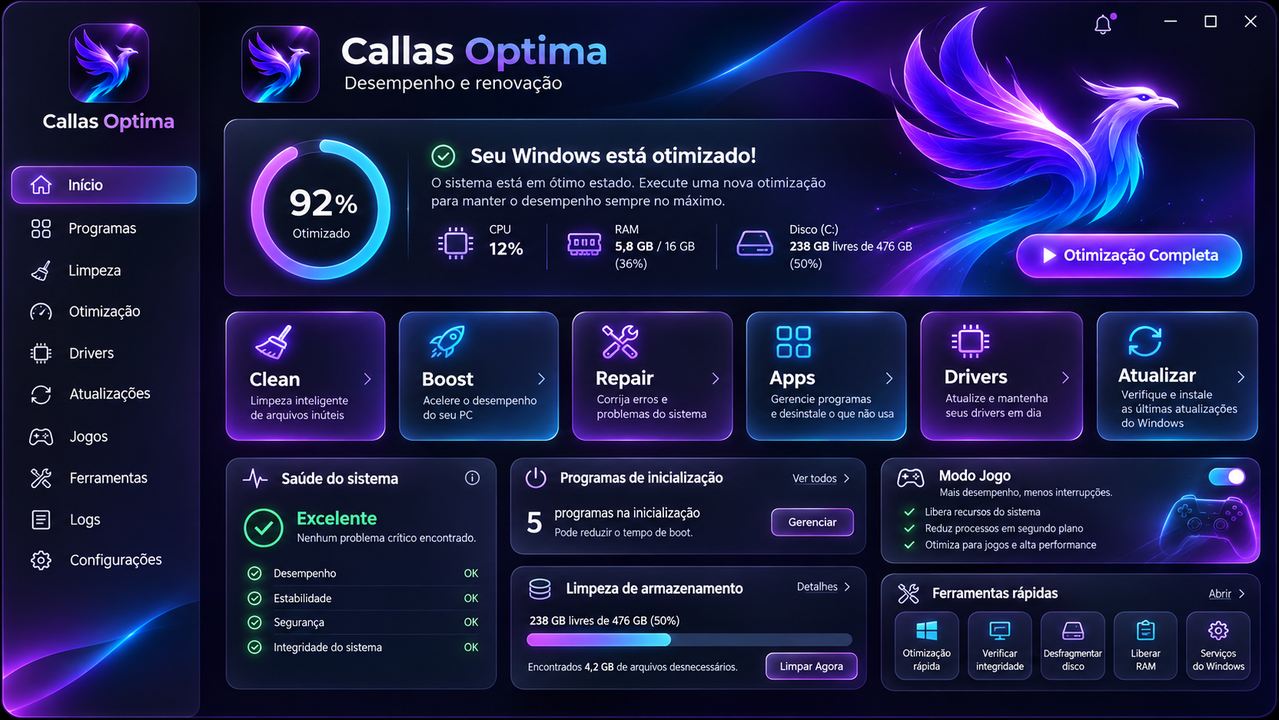 Callas Optima
Início
Programas
Limpeza
Otimização
Drivers
Atualizações
Jogos
Ferramentas
Logs
Configurações
Callas Optima
Desempenho e renovação
92%
Otimizado
Seu Windows está otimizado!
O sistema está em ótimo estado. Execute uma nova otimização
para manter o desempenho sempre no máximo.
CPU
12%
RAM
5,8 GB / 16 GB
(36%)
Disco (C:)
238 GB livres de 476 GB
(50%)
Otimização Completa
Clean
Limpeza inteligente
de arquivos inúteis
Boost
Acelere o desempenho
do seu PC
Repair
Corrija erros e
problemas do sistema
Apps
Gerencie programas
e desinstale o que não usa
Drivers
Atualize e mantenha
seus drivers em dia
Atualizar
Verifique e instale
as últimas atualizações
do Windows
Saúde do sistema
Excelente
Nenhum problema crítico encontrado.
Desempenho OK
Estabilidade OK
Segurança OK
Integridade do sistema OK
Programas de inicialização
Ver todos
5
programas na inicialização
Pode reduzir o tempo de boot.
Gerenciar
Limpeza de armazenamento
Detalhes
238 GB livres de 476 GB (50%)
Encontrados 4,2 GB de arquivos desnecessários.
Limpar Agora
Modo Jogo
Mais desempenho, menos interrupções.
Libera recursos do sistema
Reduz processos em segundo plano
Otimiza para jogos e alta performance
Ferramentas rápidas
Abrir
Otimização
rápida
Verificar
integridade
Desfragmentar
disco
Liberar
RAM
Serviços
do Windows